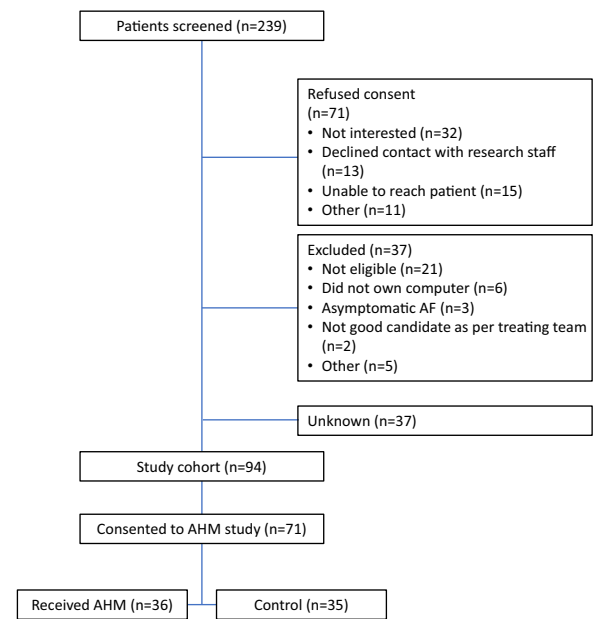 Patients screened (n=239)
Refused consent
(n=71)
• Not interested (n=32)
• Declined contact with research staff
(n=13)
• Unable to reach patient (n=15)
• Other (n=11)
Excluded (n=37)
• Not eligible (n=21)
• Did not own computer (n=6)
• Asymptomatic AF (n=3)
• Not good candidate as per treating team
(n=2)
• Other (n=5)
Unknown (n=37)
Study cohort (n=94)
Consented to AHM study (n=71)
Received AHM (n=36)
Control (n=35)